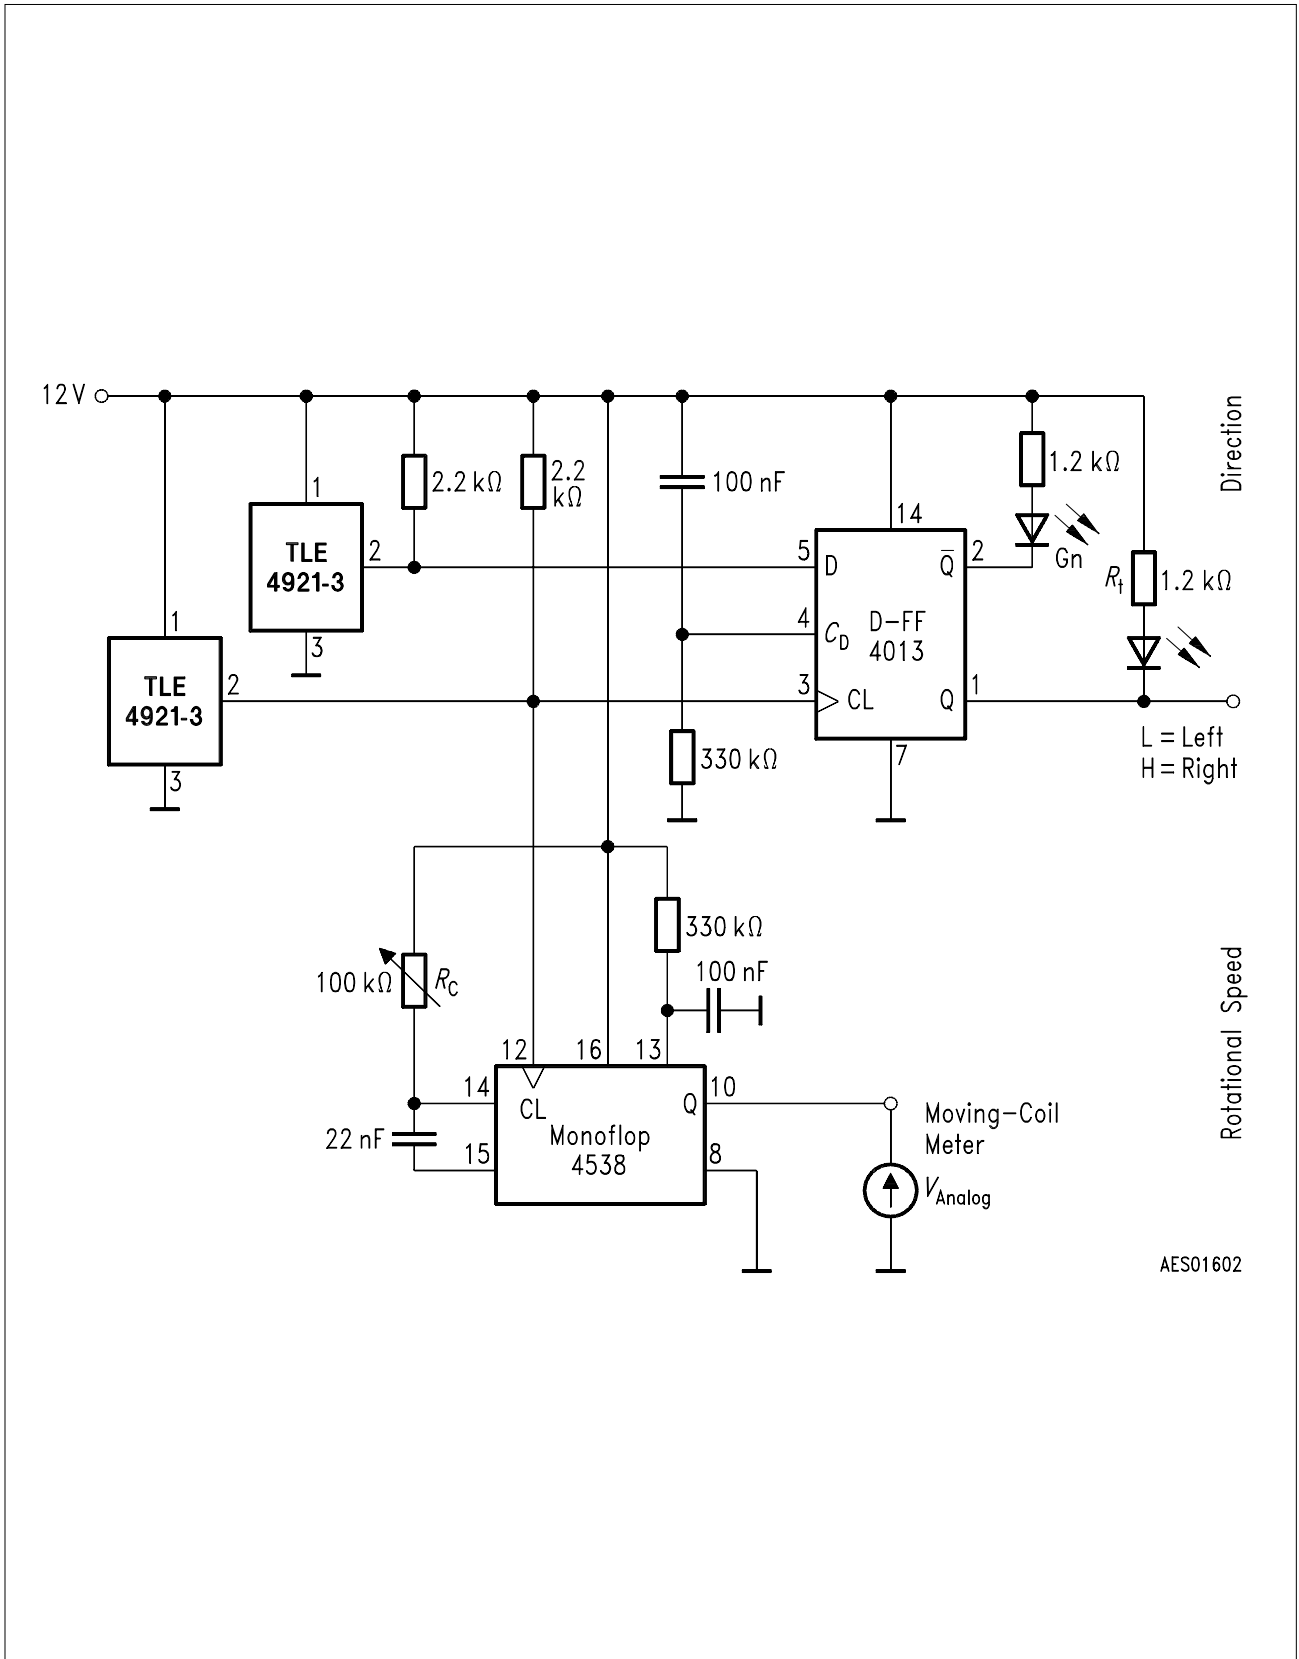 12 V
Direction
1
2.2 kΩ
2.2
kΩ
100 nF
1.2 kΩ
14
TLE
4921-3
2
5
D
Q̅
2
Gn
Rt
1.2 kΩ
1
3
4
CD
D-FF
4013
TLE
4921-3
2
3
CL
Q
1
3
330 kΩ
7
L = Left
H = Right
330 kΩ
100 kΩ
RC
100 nF
Rotational Speed
12
16
13
14
CL
Q
10
Moving-Coil
Meter
22 nF
15
Monoflop
4538
8
VAnalog
AES01602